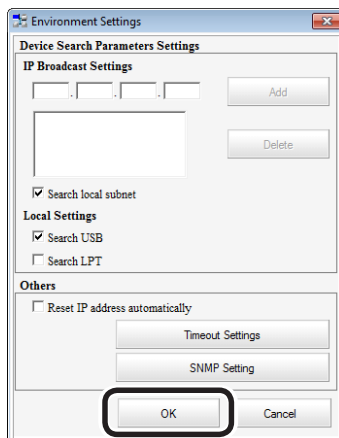 Environment Settings
Device Search Parameters Settings
IP Broadcast Settings
. . .
Add
Delete
Search local subnet
Local Settings
Search USB
Search LPT
Others
Reset IP address automatically
Timeout Settings
SNMP Setting
OK Cancel